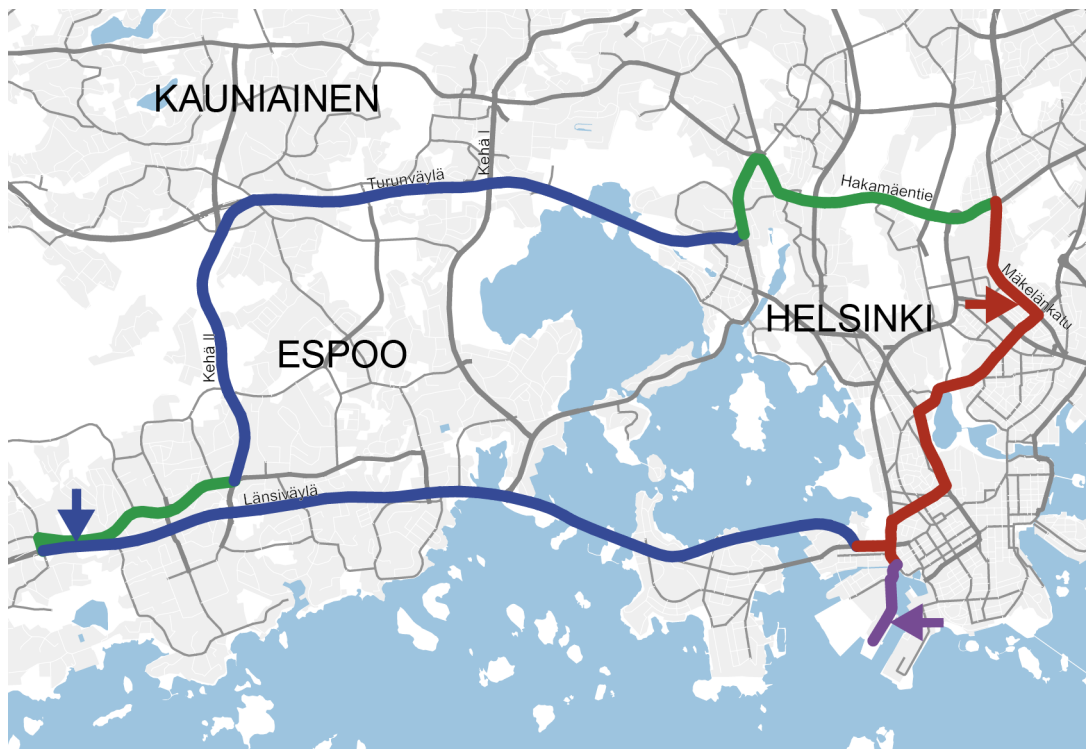 KAUNIAINEN
Kehä I
Turunväylä
Hakamäentie
Mäkelänkatu
HELSINKI
Kehä II
ESPOO
Länsiväylä